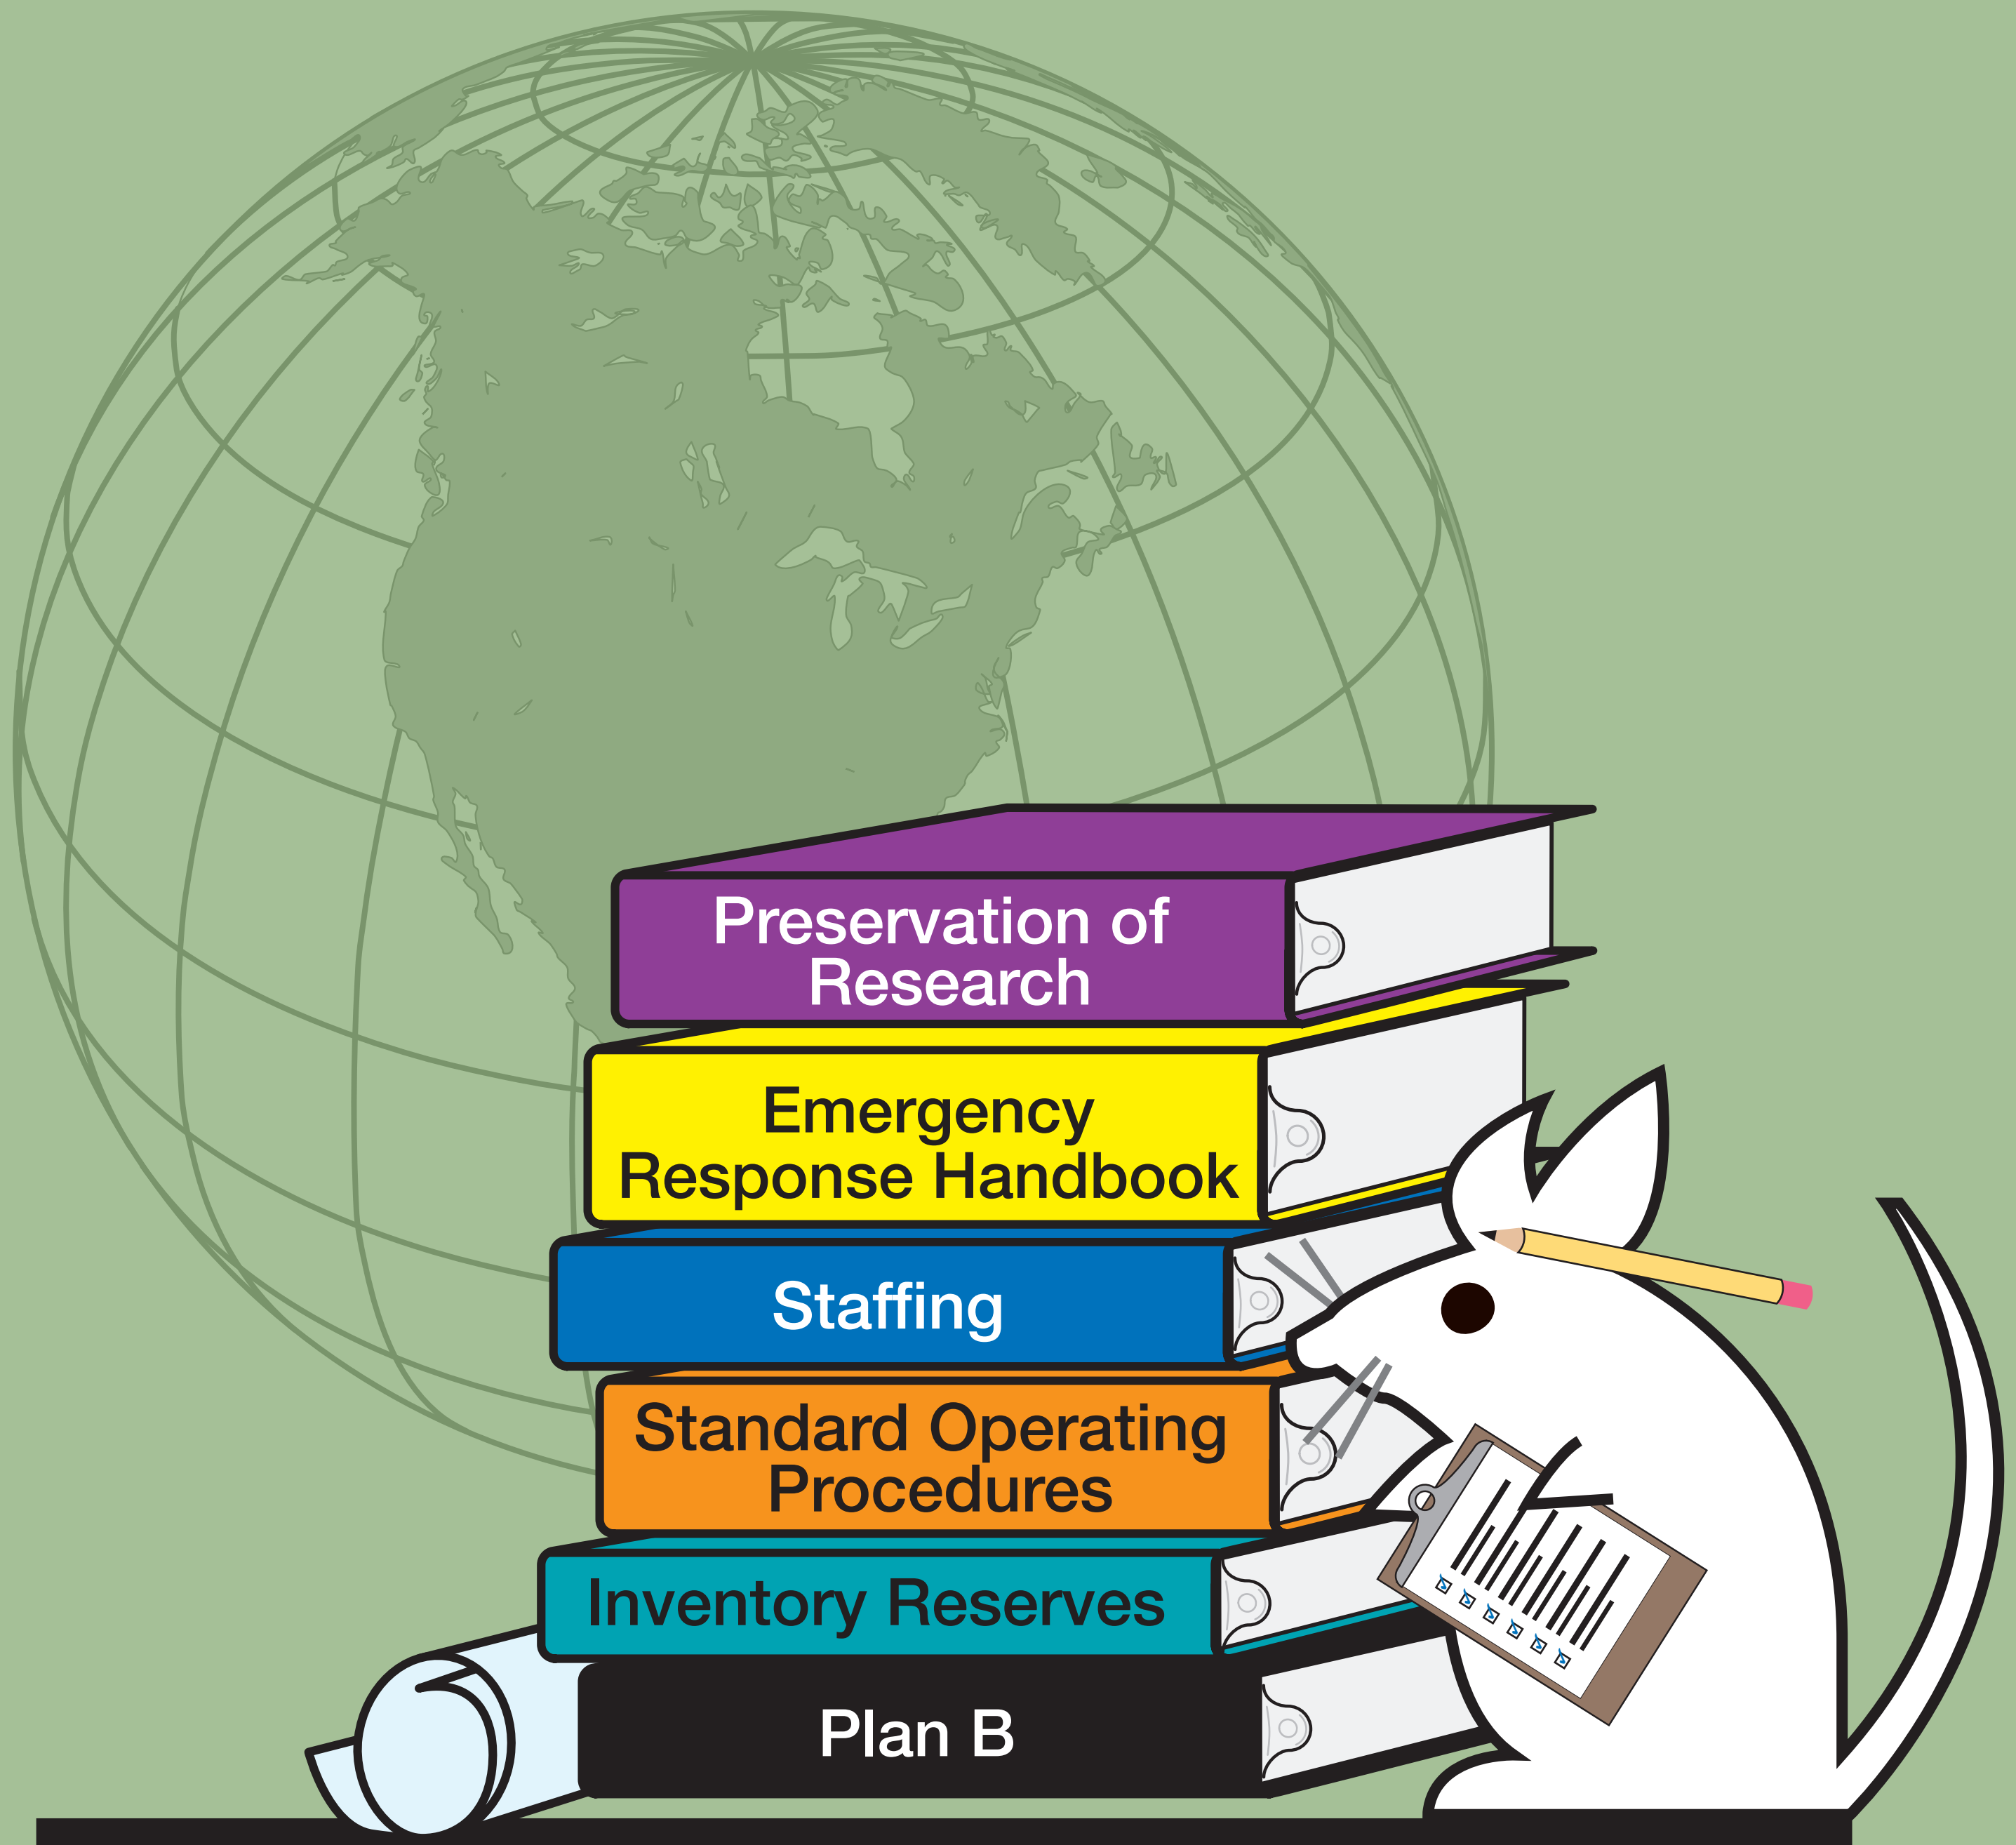 Preservation of
Research
Emergency
Response Handbook
Staffing
Standard Operating
Procedures
Inventory Reserves
Plan B